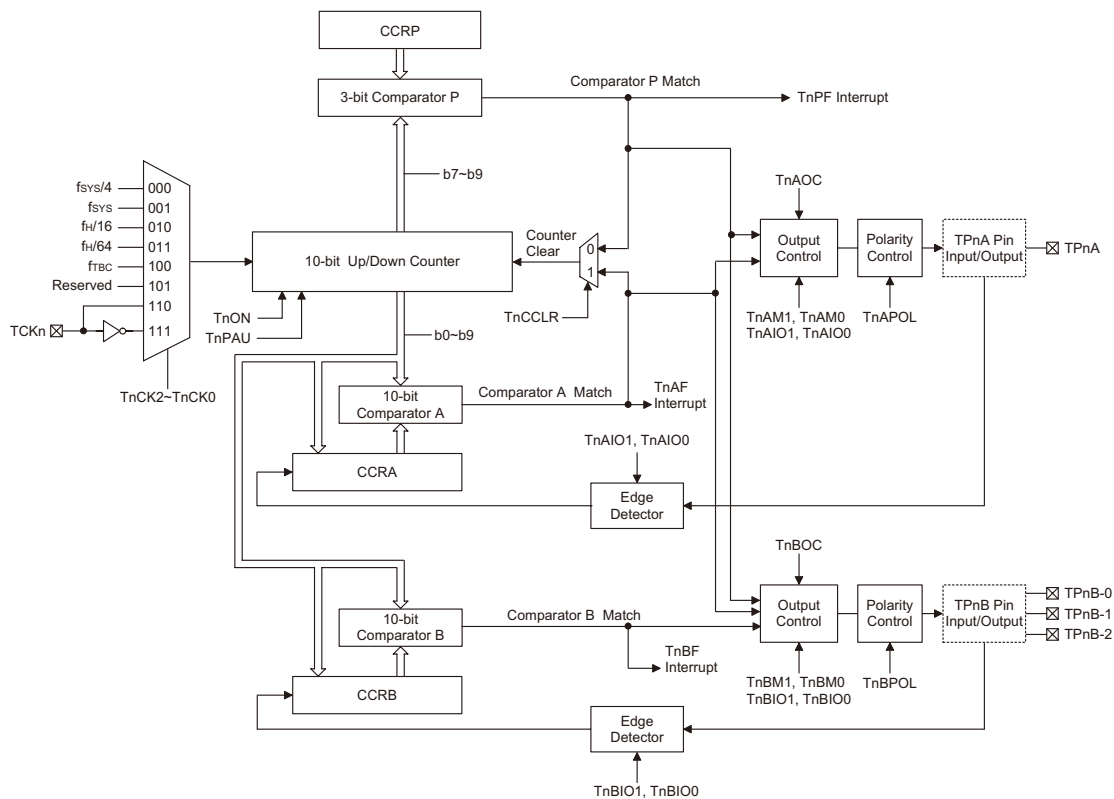 CCRP
3-bit Comparator P
Comparator P Match
TnPF Interrupt
b7~b9
fSYS/4
000
fSYS
001
fH/16
010
fH/64
011
fTBC
100
Reserved
101
110
TCKn
111
TnCK2~TnCK0
10-bit Up/Down Counter
TnON
TnPAU
Counter
Clear
0
1
TnCCLR
b0~b9
TnAOC
Output
Control
Polarity
Control
TPnA Pin
Input/Output
TPnA
TnAM1, TnAM0
TnAIO1, TnAIO0
TnAPOL
10-bit
Comparator A
Comparator A Match
TnAF
Interrupt
CCRA
TnAIO1, TnAIO0
Edge
Detector
TnBOC
Output
Control
Polarity
Control
TPnB Pin
Input/Output
TPnB-0
TPnB-1
TPnB-2
10-bit
Comparator B
Comparator B Match
TnBF
Interrupt
TnBM1, TnBM0
TnBIO1, TnBIO0
TnBPOL
CCRB
Edge
Detector
TnBIO1, TnBIO0